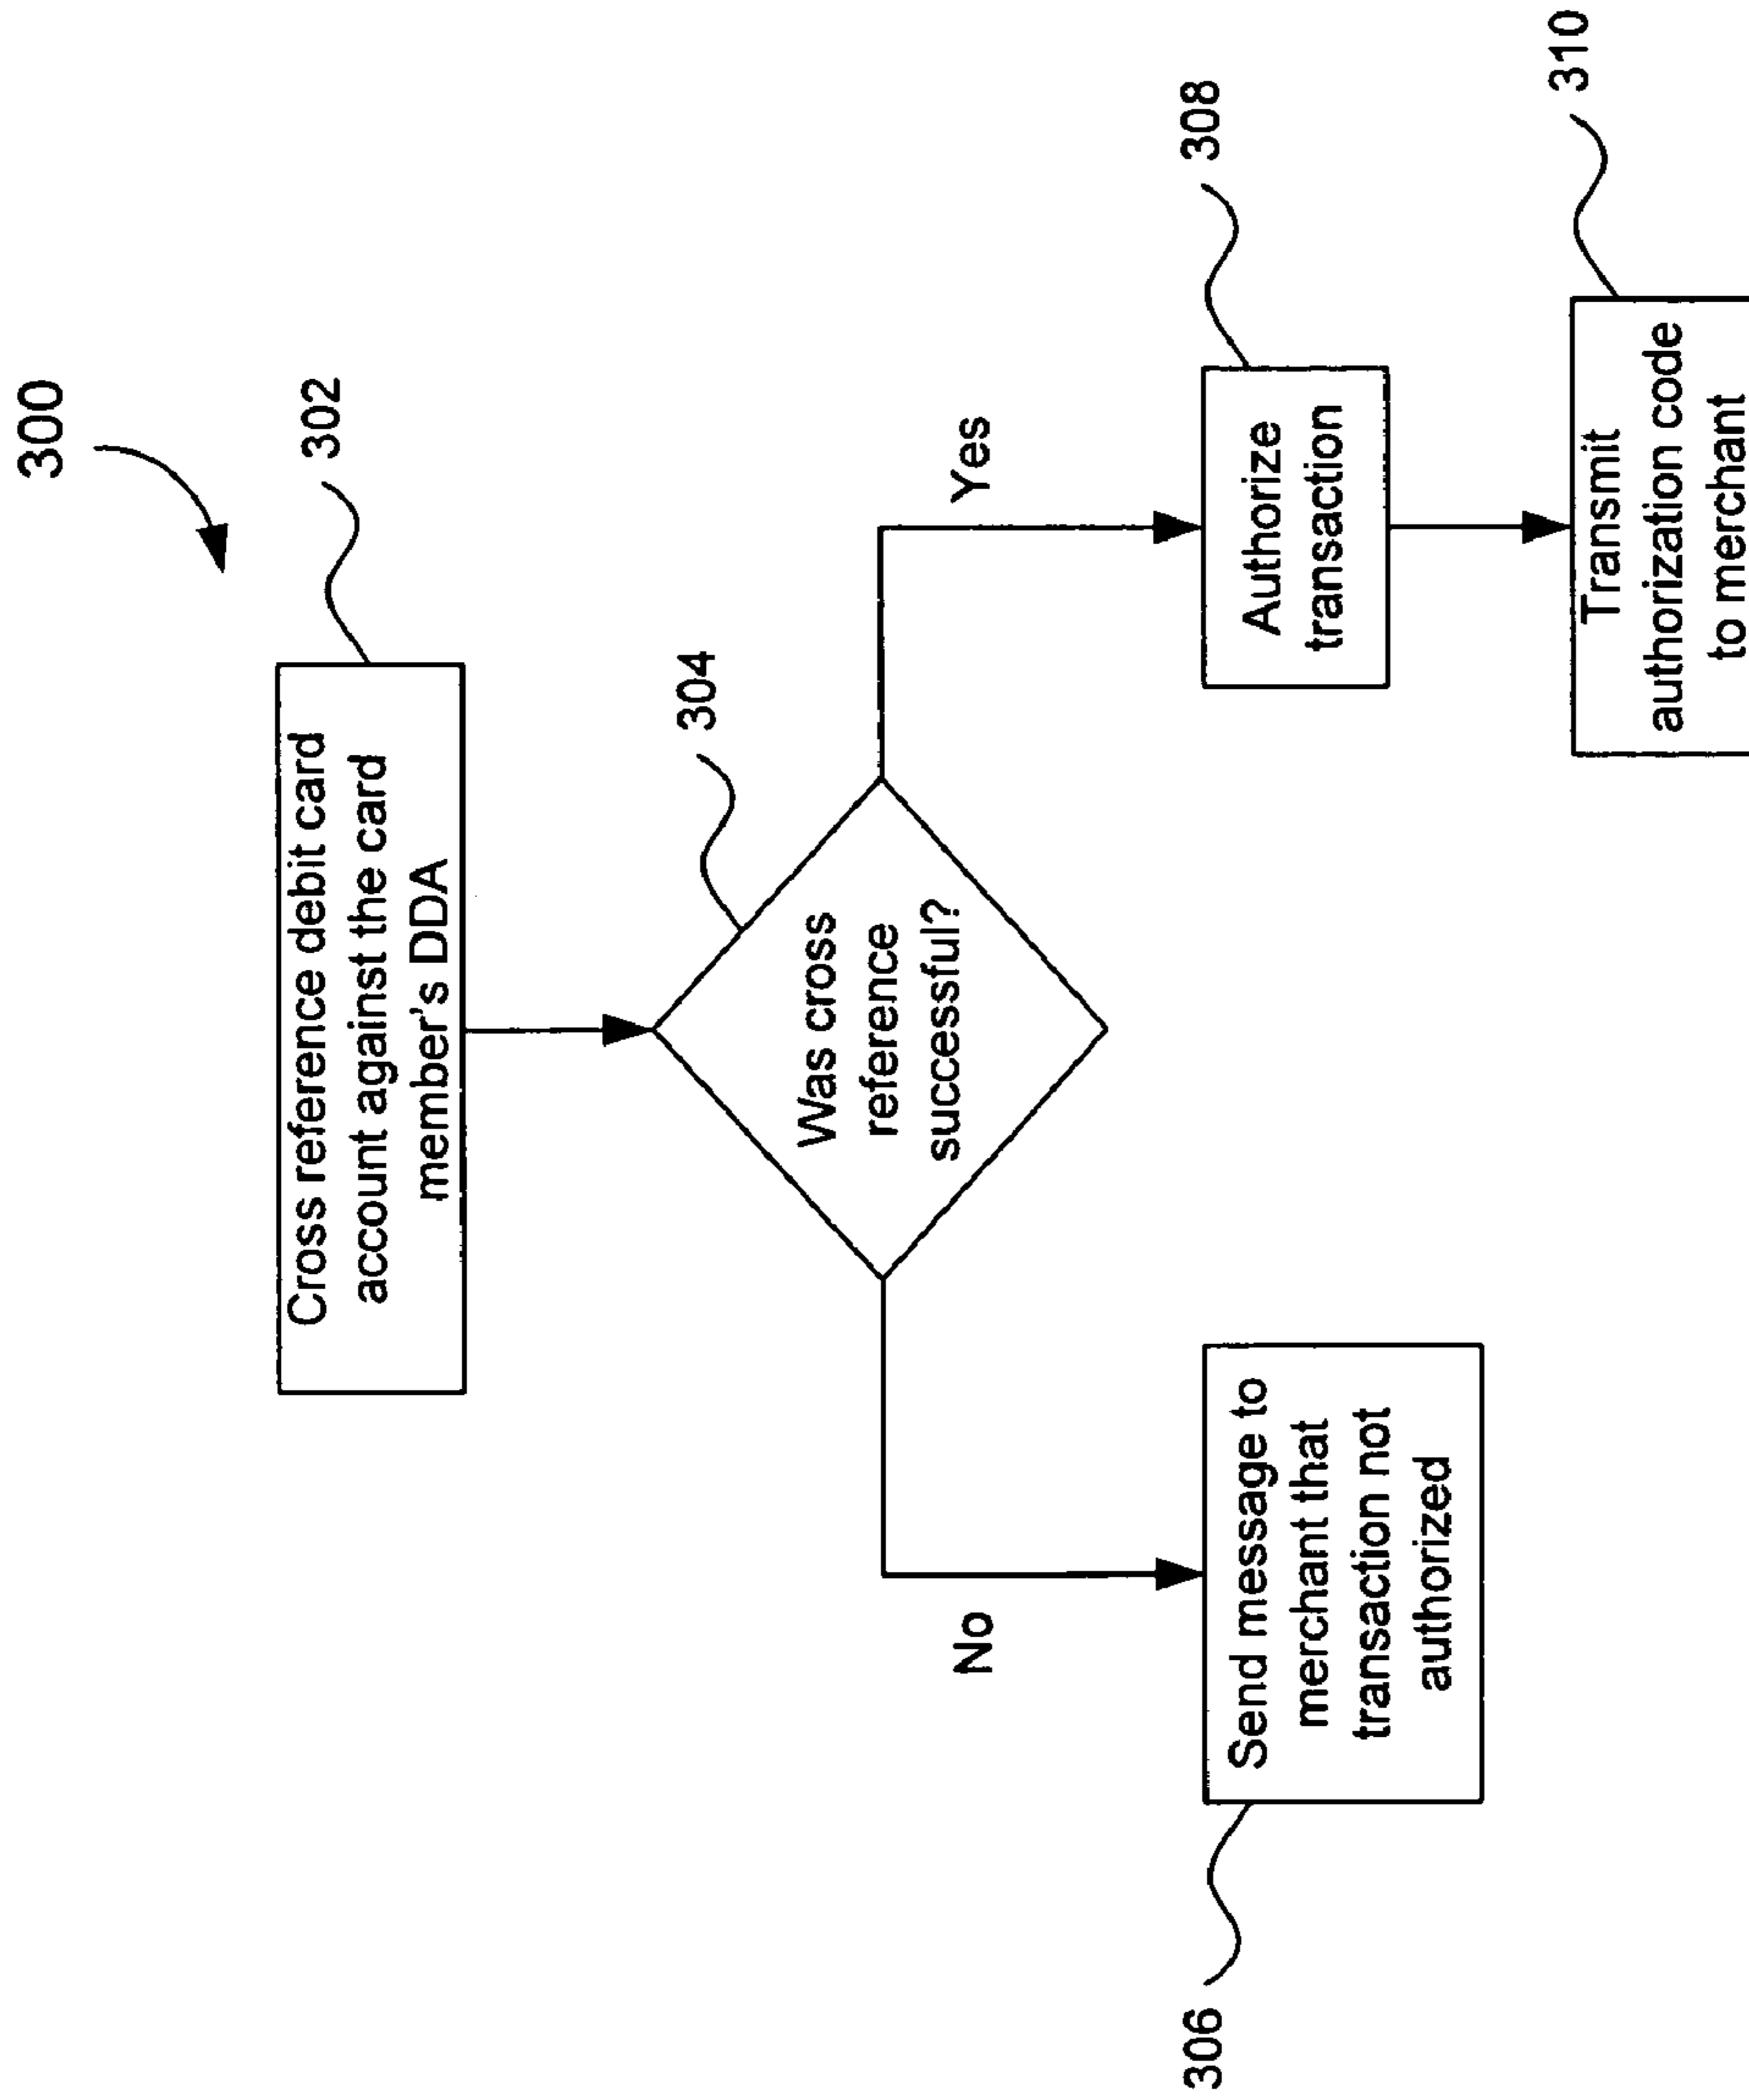 300
302
Cross reference debit card
account against the card
member's DDA
304
Was cross
reference
successful?
No
Yes
306
Send message to
merchant that
transaction not
authorized
308
Authorize
transaction
310
Transmit
authorization code
to merchant